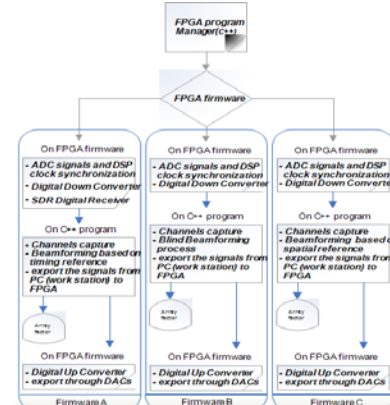 FPGA program
Manager(c++)
FPGA firmware
On FPGA firmware
- ADC signals and DSP
clock synchronization
- Digital Down Converter
- SDR Digital Receiver
On C++ program
- Channels capture
- Beamforming based on
timing reference
- export the signals from
PC (work station) to
FPGA
Array
factor
On FPGA firmware
- Digital Up Converter
- export through DACs
Firmware A
On FPGA firmware
- ADC signals and DSP
clock synchronization
- Digital Down Converter
On C++ program
- Channels capture
- Blind Beamforming
process
- export the signals from
PC (work station) to
FPGA
Array
factor
On FPGA firmware
- Digital Up Converter
- export through DACs
Firmware B
On FPGA firmware
- ADC signals and DSP
clock synchronization
- Digital Down Converter
On C++ program
- Channels capture
- Beamforming based on
spatial reference
- export the signals from
PC (work station) to
FPGA
Array
factor
On FPGA firmware
- Digital Up Converter
- export through DACs
Firmware C